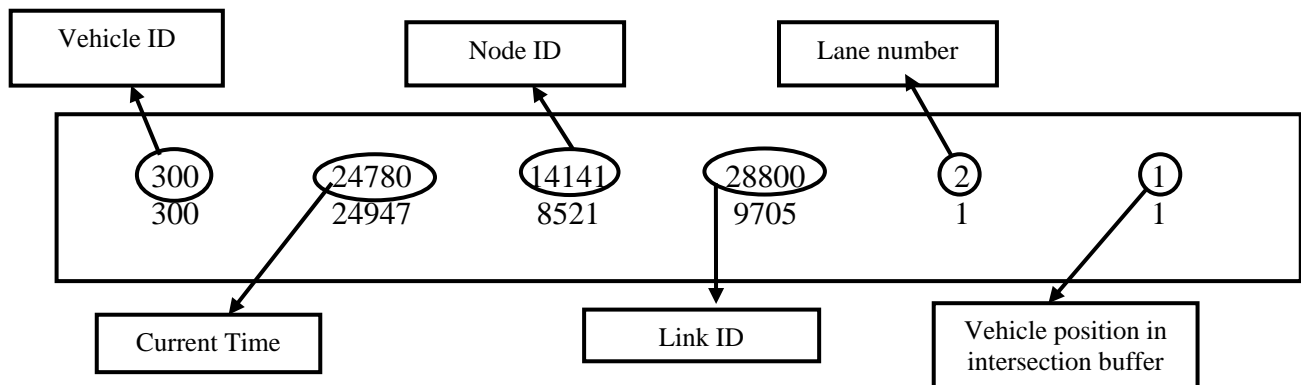 Vehicle ID
Node ID
Lane number
300 24780 14141 28800 2 1
300 24947 8521 9705 1 1
Current Time
Link ID
Vehicle position in
intersection buffer